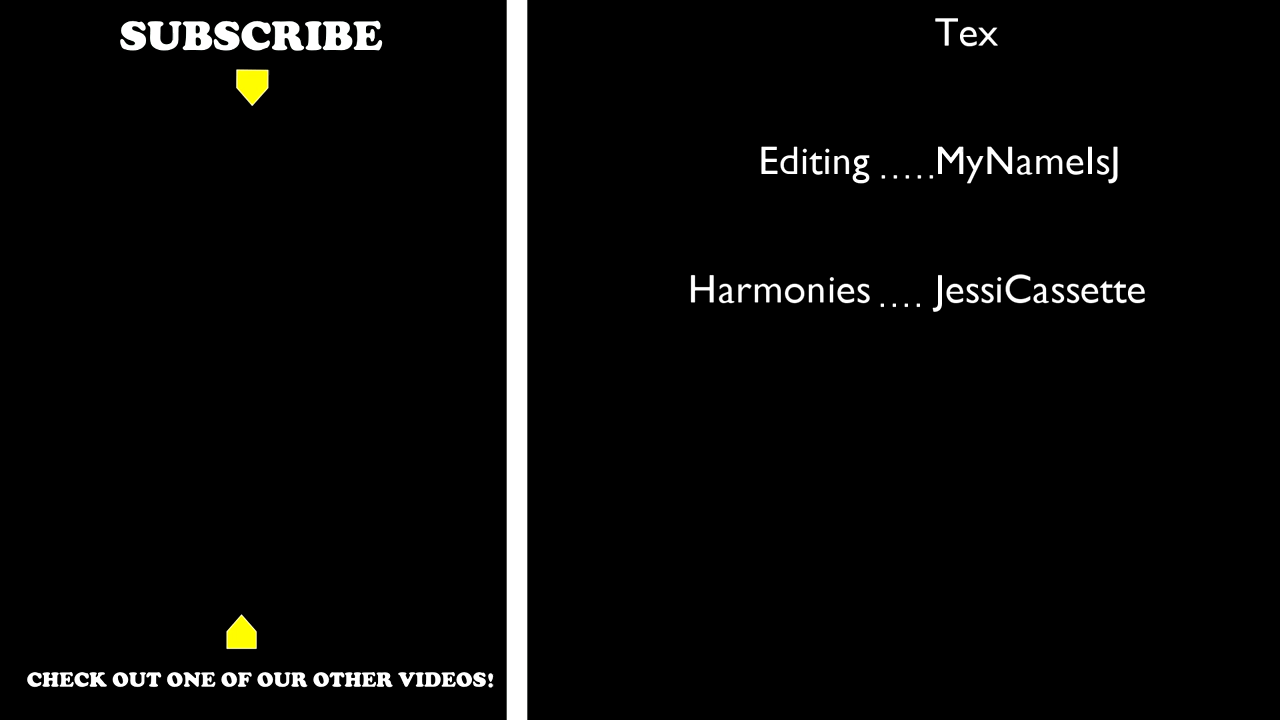 SUBSCRIBE
CHECK OUT ONE OF OUR OTHER VIDEOS!
Tex
Editing .....MyNameIsJ
Harmonies .... JessiCassette